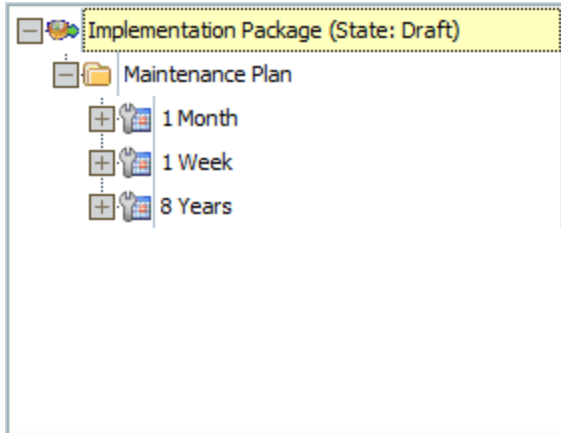 Implementation Package (State: Draft)
Maintenance Plan
1 Month
1 Week
8 Years